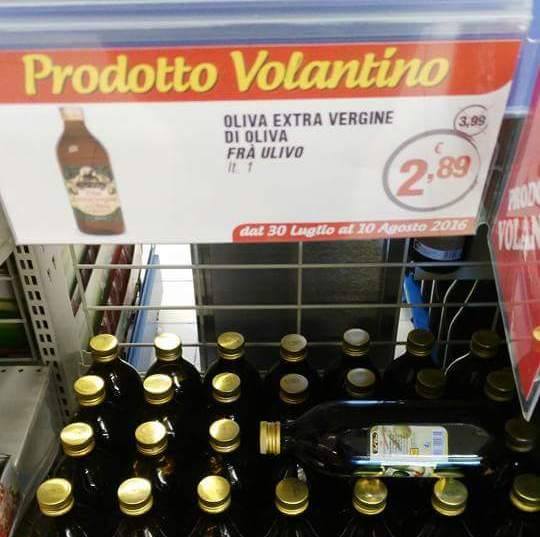 Prodotto Volantino
OLIVA EXTRA VERGINE
DI OLIVA
FRÀ ULIVO
lt. 1
3,99
€
2,89
dal 30 Luglio al 10 Agosto 2016